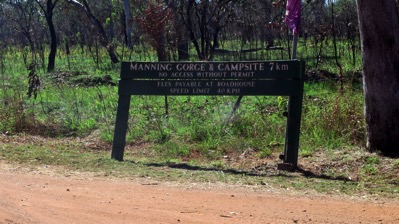 MANNING GORGE & CAMPSITE 7km
NO ACCESS WITHOUT PERMIT
FEES PAYABLE AT ROADHOUSE
SPEED LIMIT 40 KPH